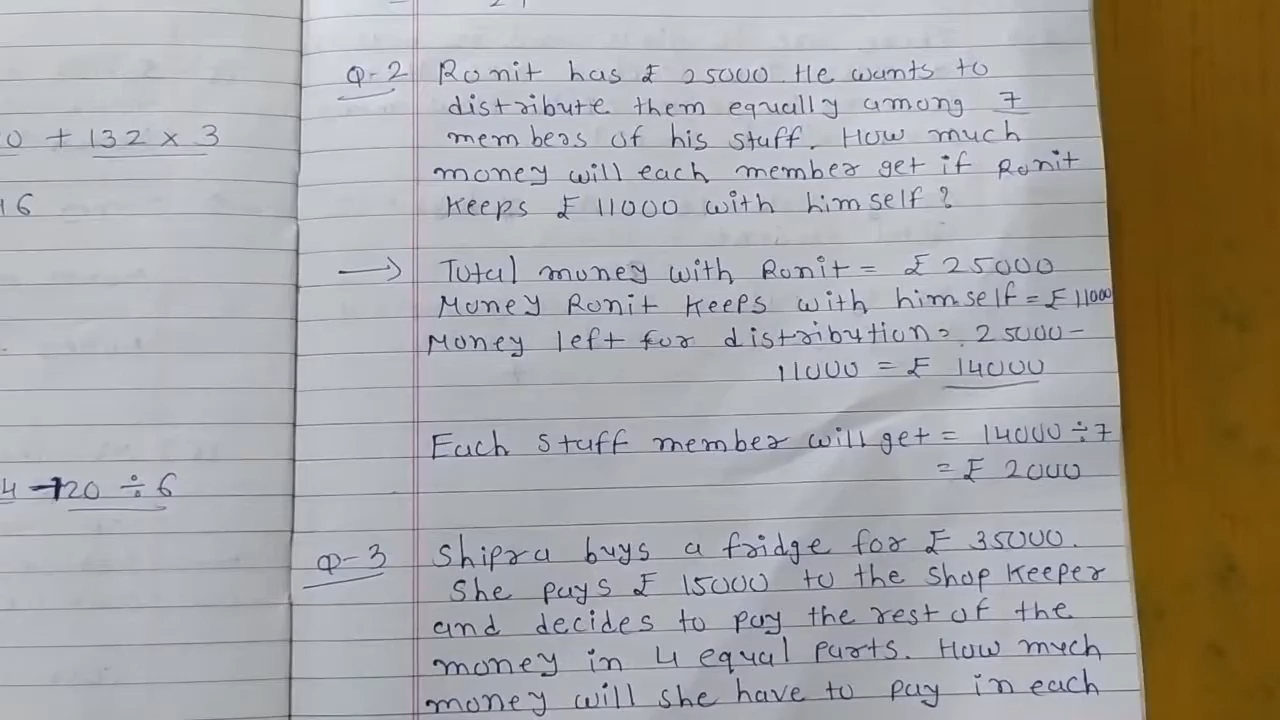 0 + 132 × 3
16
4 - 120 ÷ 6
Q-2 Ronit has ₤ 25000. He wants to
distribute them equally among 7
members of his stuff. How much
money will each member get if Ronit
keeps ₤ 11000 with himself?
→ Total money with Ronit = ₤ 25000
Money Ronit keeps with himself = ₤ 11000
Money left for distribution = 25000 -
11000 = ₤ 14000
Each stuff member will get = 14000 ÷ 7
= ₤ 2000
Q-3 Shipra buys a fridge for ₤ 35000.
She pays ₤ 15000 to the shop keeper
and decides to pay the rest of the
money in 4 equal parts. How much
money will she have to pay in each